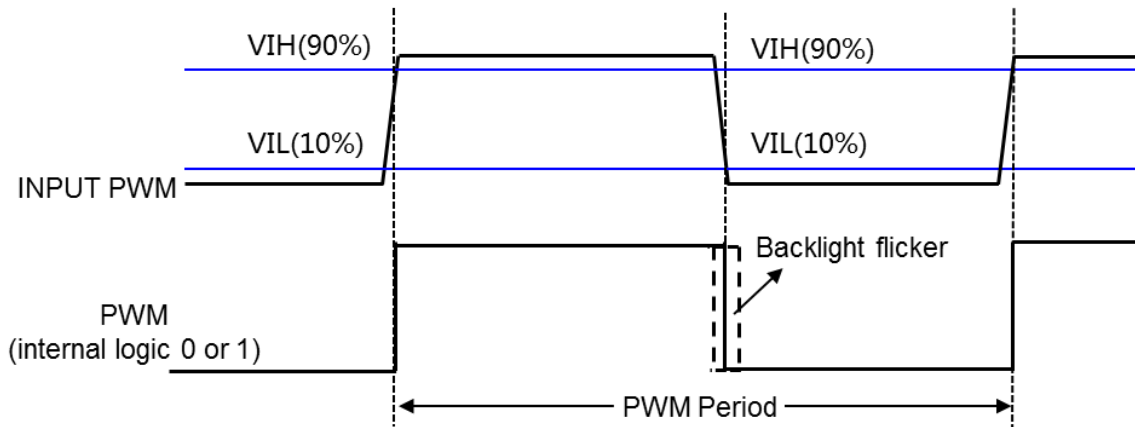 VIH(90%)
VIH(90%)
VIL(10%)
VIL(10%)
INPUT PWM
Backlight flicker
PWM
(internal logic 0 or 1)
PWM Period